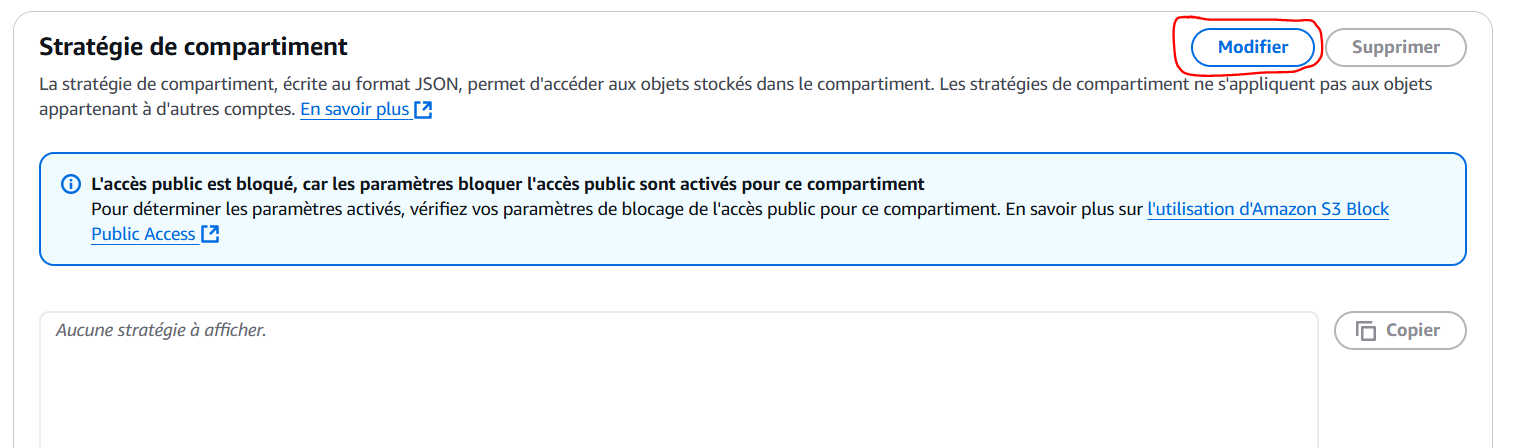 Stratégie de compartiment
Modifier
Supprimer
La stratégie de compartiment, écrite au format JSON, permet d'accéder aux objets stockés dans le compartiment. Les stratégies de compartiment ne s'appliquent pas aux objets
appartenant à d'autres comptes. En savoir plus
L'accès public est bloqué, car les paramètres bloquer l'accès public sont activés pour ce compartiment
Pour déterminer les paramètres activés, vérifiez vos paramètres de blocage de l'accès public pour ce compartiment. En savoir plus sur l'utilisation d'Amazon S3 Block
Public Access
Aucune stratégie à afficher.
Copier